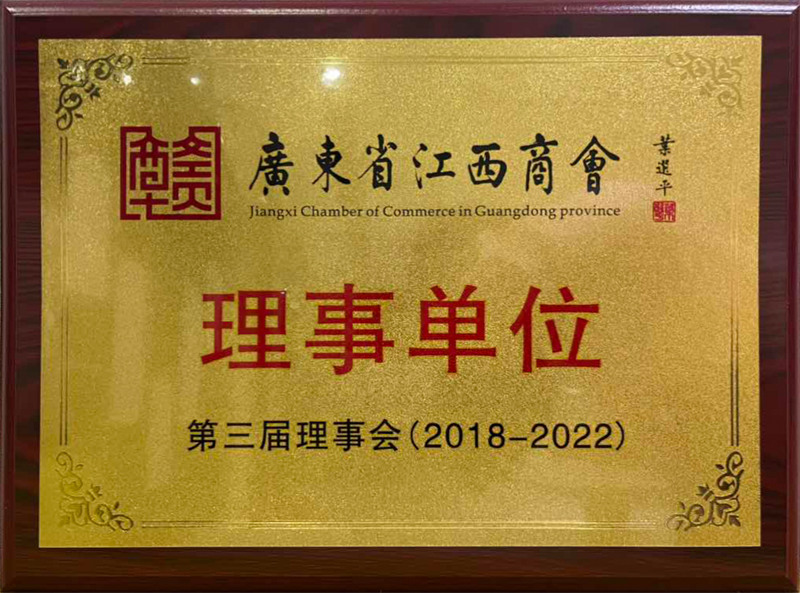 赣
廣東省江西商會
Jiangxi Chamber of Commerce in Guangdong province
葉選平
理事单位
第三届理事会(2018-2022)